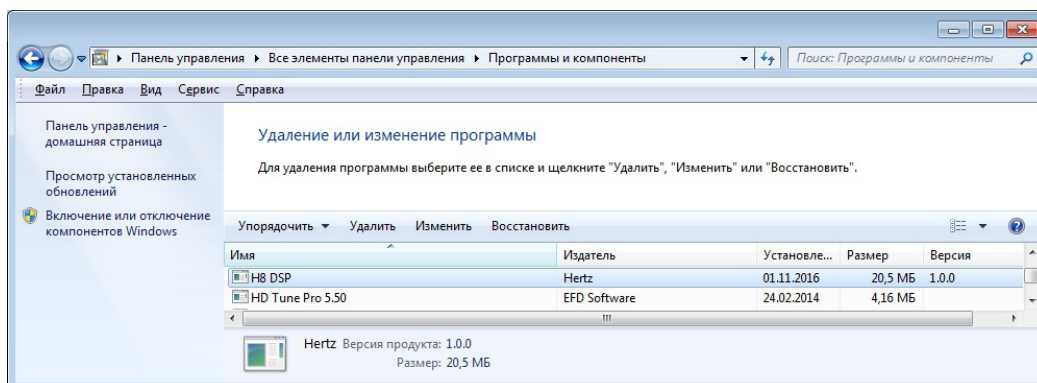 Панель управления ▸ Все элементы панели управления ▸ Программы и компоненты
Поиск: Программы и компоненты
Файл Правка Вид Сервис Справка
Панель управления -
домашняя страница
Просмотр установленных
обновлений
Включение или отключение
компонентов Windows
Удаление или изменение программы
Для удаления программы выберите ее в списке и щелкните "Удалить", "Изменить" или "Восстановить".
Упорядочить Удалить Изменить Восстановить
Имя Издатель Установле... Размер Версия
H8 DSP Hertz 01.11.2016 20,5 МБ 1.0.0
HD Tune Pro 5.50 EFD Software 24.02.2014 4,16 МБ
Hertz Версия продукта: 1.0.0
Размер: 20,5 МБ